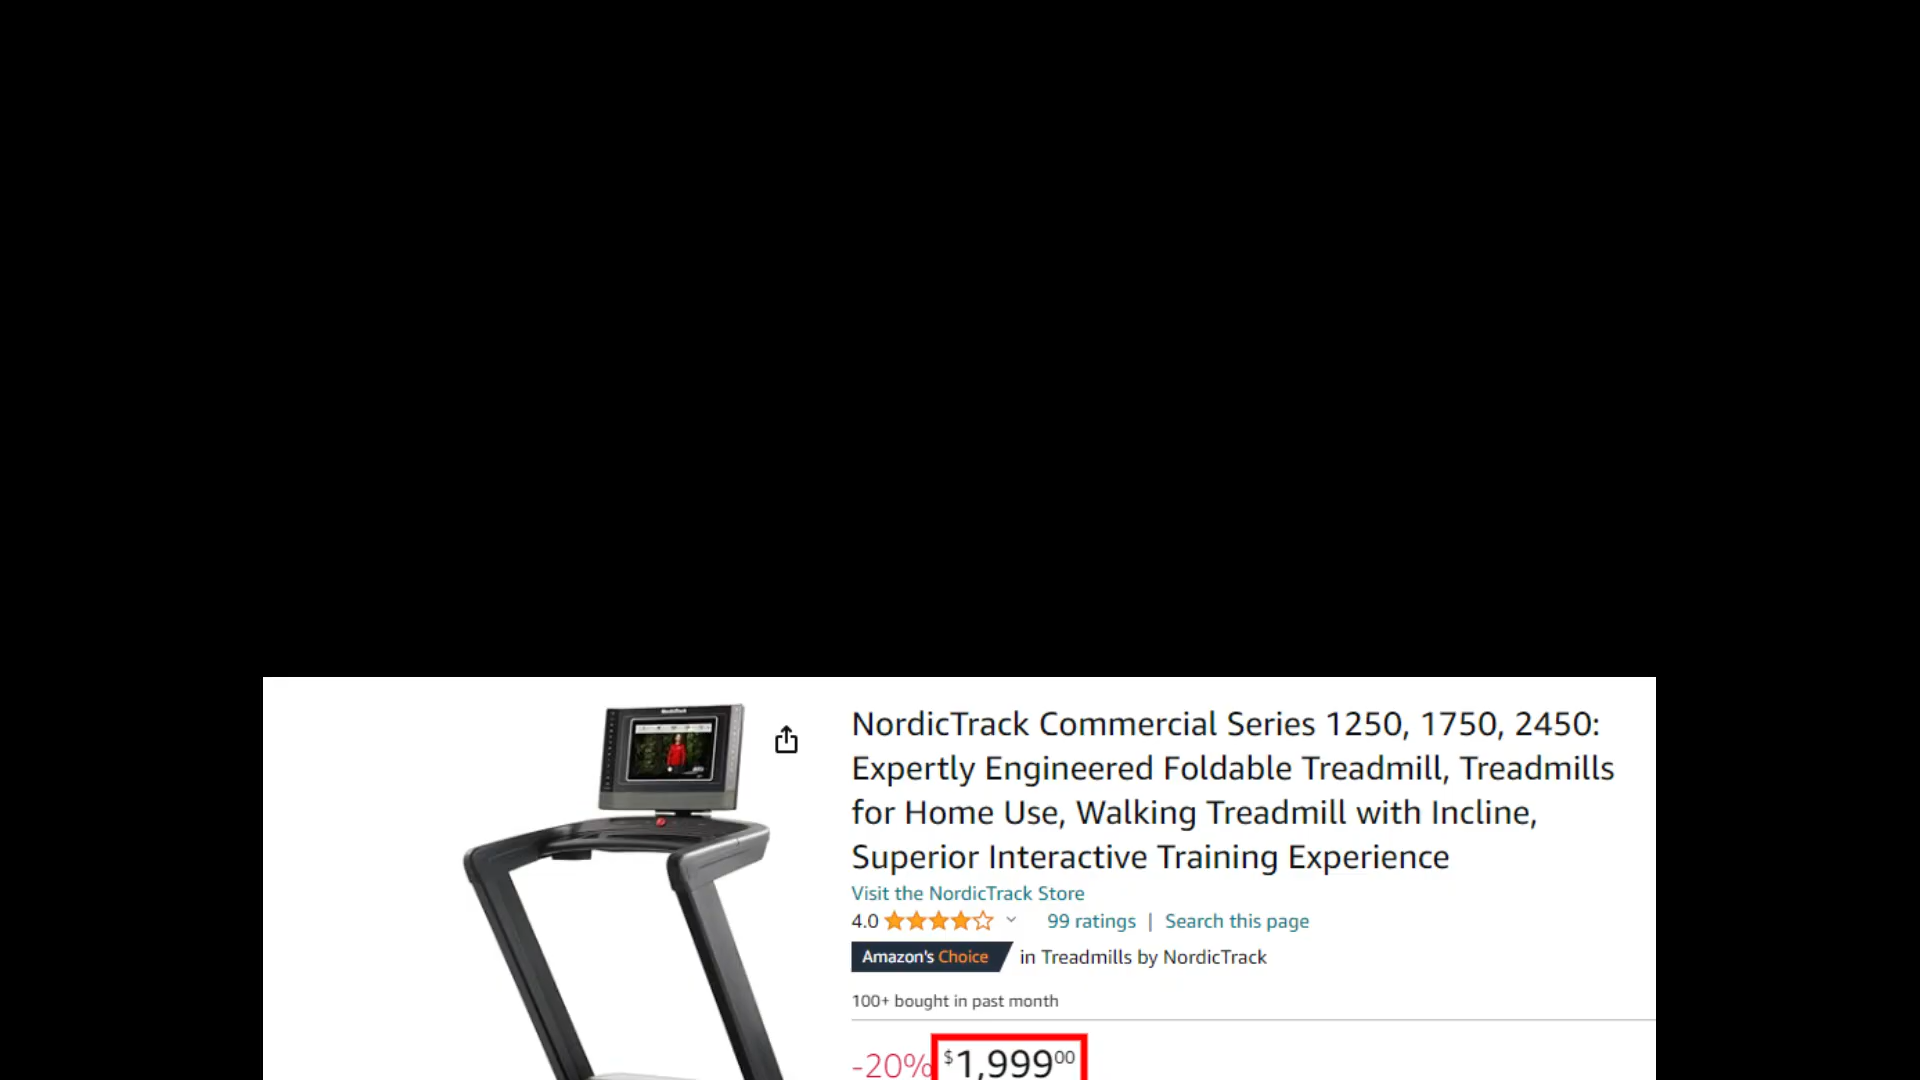 NordicTrack Commercial Series 1250, 1750, 2450:
Expertly Engineered Foldable Treadmill, Treadmills
for Home Use, Walking Treadmill with Incline,
Superior Interactive Training Experience
Visit the NordicTrack Store
4.0 99 ratings | Search this page
Amazon's Choice in Treadmills by NordicTrack
100+ bought in past month
-20% $1,99900